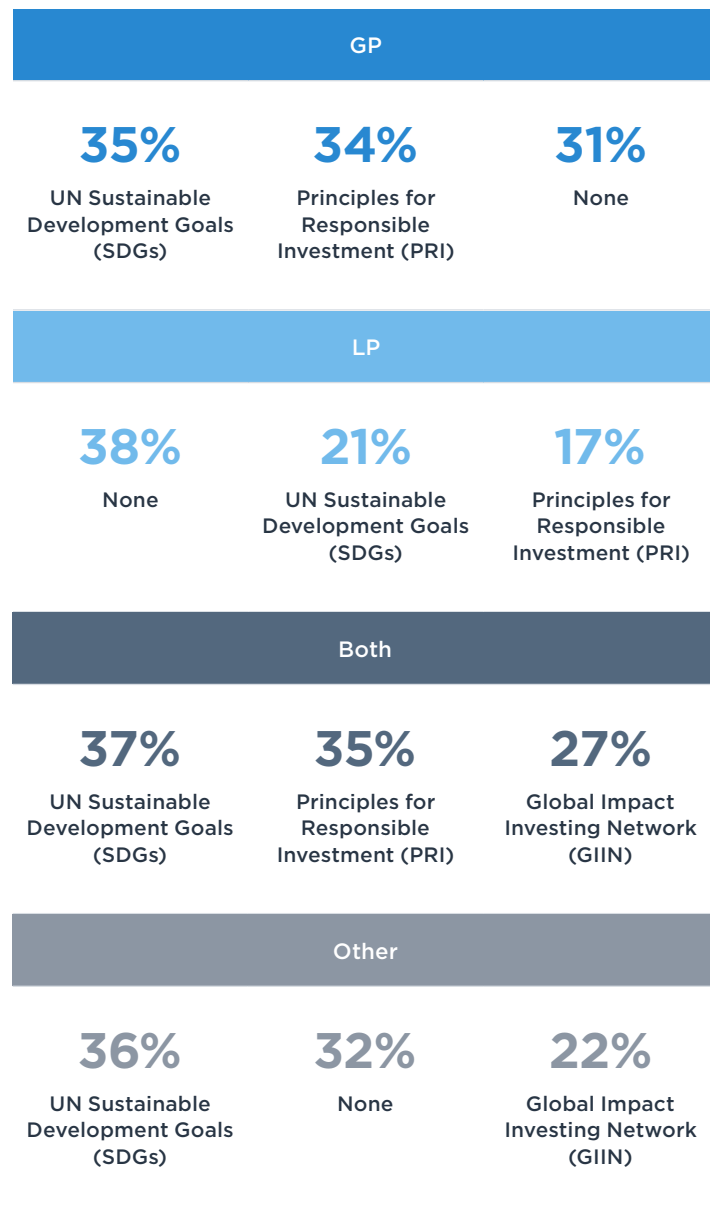 GP
35%
34%
31%
UN Sustainable
Development Goals
(SDGs)
Principles for
Responsible
Investment (PRI)
None
LP
38%
21%
17%
None
UN Sustainable
Development Goals
(SDGs)
Principles for
Responsible
Investment (PRI)
Both
37%
35%
27%
UN Sustainable
Development Goals
(SDGs)
Principles for
Responsible
Investment (PRI)
Global Impact
Investing Network
(GIIN)
Other
36%
32%
22%
UN Sustainable
Development Goals
(SDGs)
None
Global Impact
Investing Network
(GIIN)